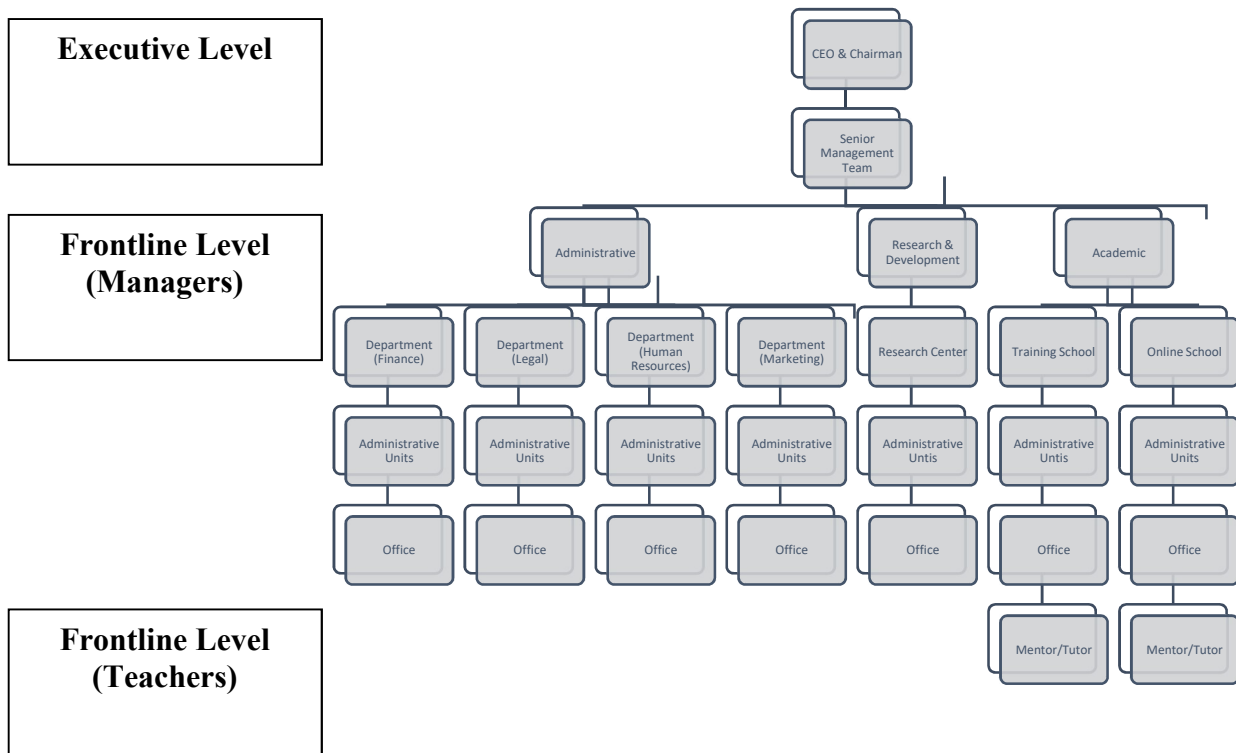 Executive Level
CEO & Chairman
Senior
Management
Team
Frontline Level
(Managers)
Administrative
Research &
Development
Academic
Department
(Finance)
Department
(Legal)
Department
(Human
Resources)
Department
(Marketing)
Research Center
Training School
Online School
Administrative
Units
Administrative
Units
Administrative
Units
Administrative
Units
Administrative
Untis
Administrative
Untis
Administrative
Units
Office
Office
Office
Office
Office
Office
Office
Frontline Level
(Teachers)
Mentor/Tutor
Mentor/Tutor